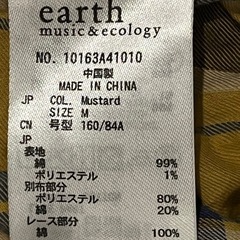 earth
music&ecology
NO. 10163A41010
中国製
MADE IN CHINA
JP COL. Mustard
SIZE M
CN 号型 160/84A
JP
表地
綿 99%
ポリエステル 1%
別布部分
ポリエステル 80%
綿 20%
レース部分
綿 100%